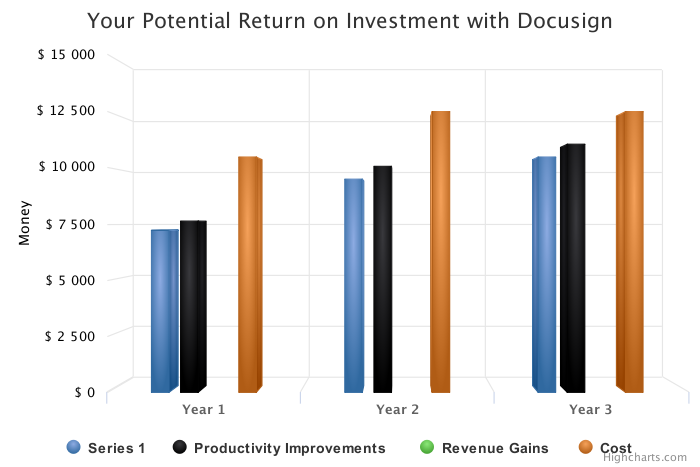 Your Potential Return on Investment with Docusign
$ 15 000
$ 12 500
$ 10 000
$ 7 500
$ 5 000
$ 2 500
$ 0
Money
Year 1
Year 2
Year 3
Series 1
Productivity Improvements
Revenue Gains
Cost
Highcharts.com